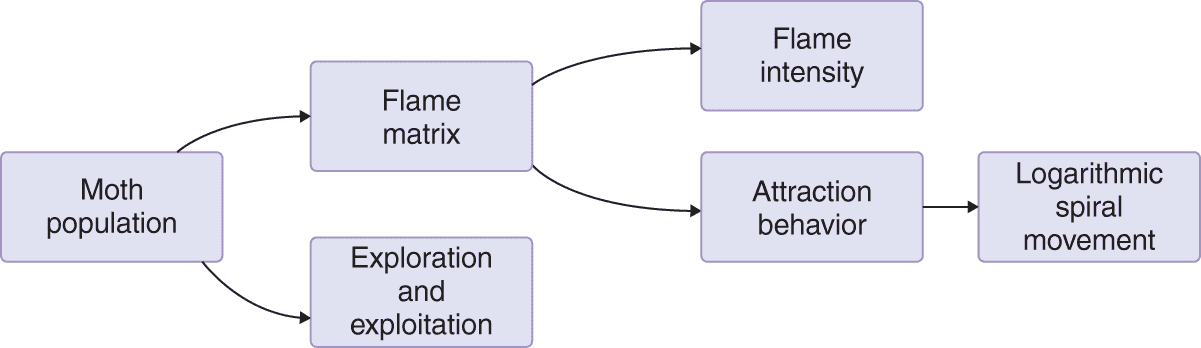 Moth
population
Flame
matrix
Exploration
and
exploitation
Flame
intensity
Attraction
behavior
Logarithmic
spiral
movement